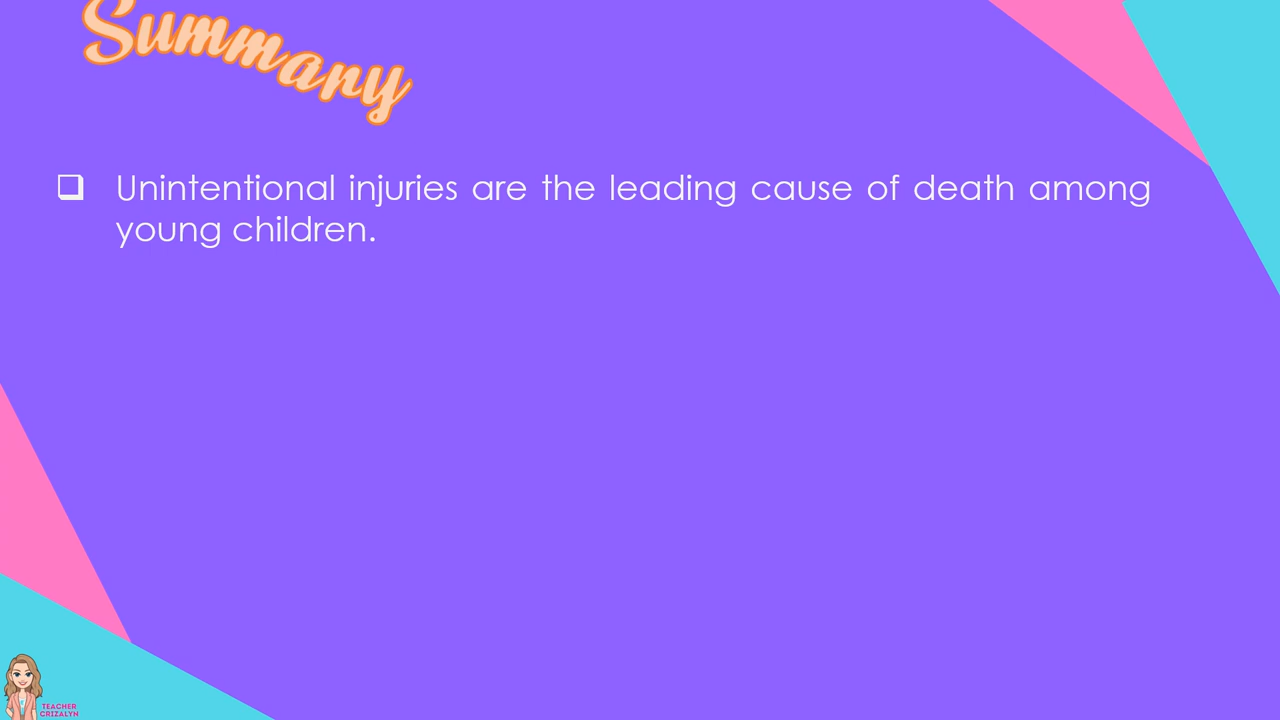 Summary
Unintentional injuries are the leading cause of death among
young children.
TEACHER
CRIZALYN